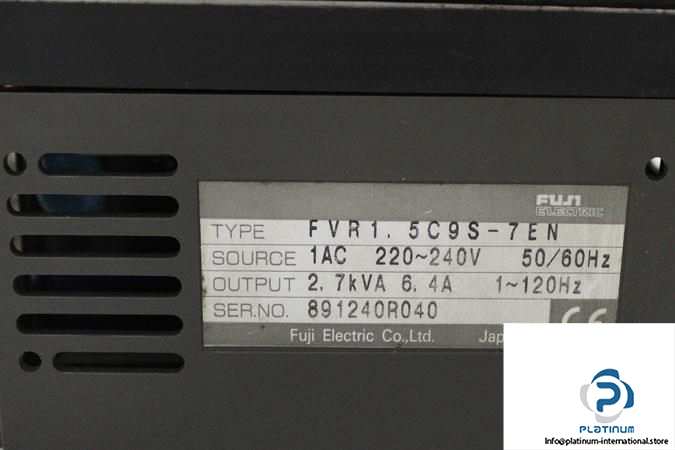 FUJI
ELECTRIC
TYPE FVR1.5C9S-7EN
SOURCE 1AC 220~240V 50/60Hz
OUTPUT 2.7kVA 6.4A 1~120Hz
SER.NO. 891240R040
CE
Fuji Electric Co.,Ltd.
PLATINUM
Info@platinum-international.store